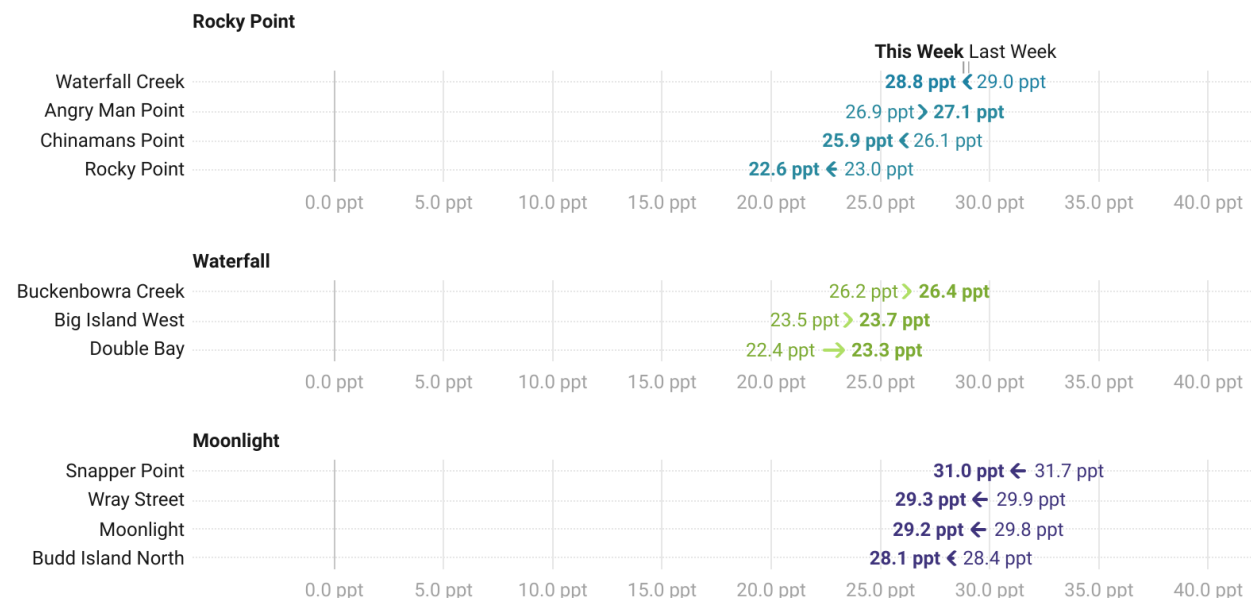 Rocky Point
This Week Last Week
Waterfall Creek 28.8 ppt 29.0 ppt
Angry Man Point 26.9 ppt 27.1 ppt
Chinamans Point 25.9 ppt 26.1 ppt
Rocky Point 22.6 ppt 23.0 ppt
0.0 ppt 5.0 ppt 10.0 ppt 15.0 ppt 20.0 ppt 25.0 ppt 30.0 ppt 35.0 ppt 40.0 ppt
Waterfall
Buckenbowra Creek 26.2 ppt 26.4 ppt
Big Island West 23.5 ppt 23.7 ppt
Double Bay 22.4 ppt 23.3 ppt
0.0 ppt 5.0 ppt 10.0 ppt 15.0 ppt 20.0 ppt 25.0 ppt 30.0 ppt 35.0 ppt 40.0 ppt
Moonlight
Snapper Point 31.0 ppt 31.7 ppt
Wray Street 29.3 ppt 29.9 ppt
Moonlight 29.2 ppt 29.8 ppt
Budd Island North 28.1 ppt 28.4 ppt
0.0 ppt 5.0 ppt 10.0 ppt 15.0 ppt 20.0 ppt 25.0 ppt 30.0 ppt 35.0 ppt 40.0 ppt